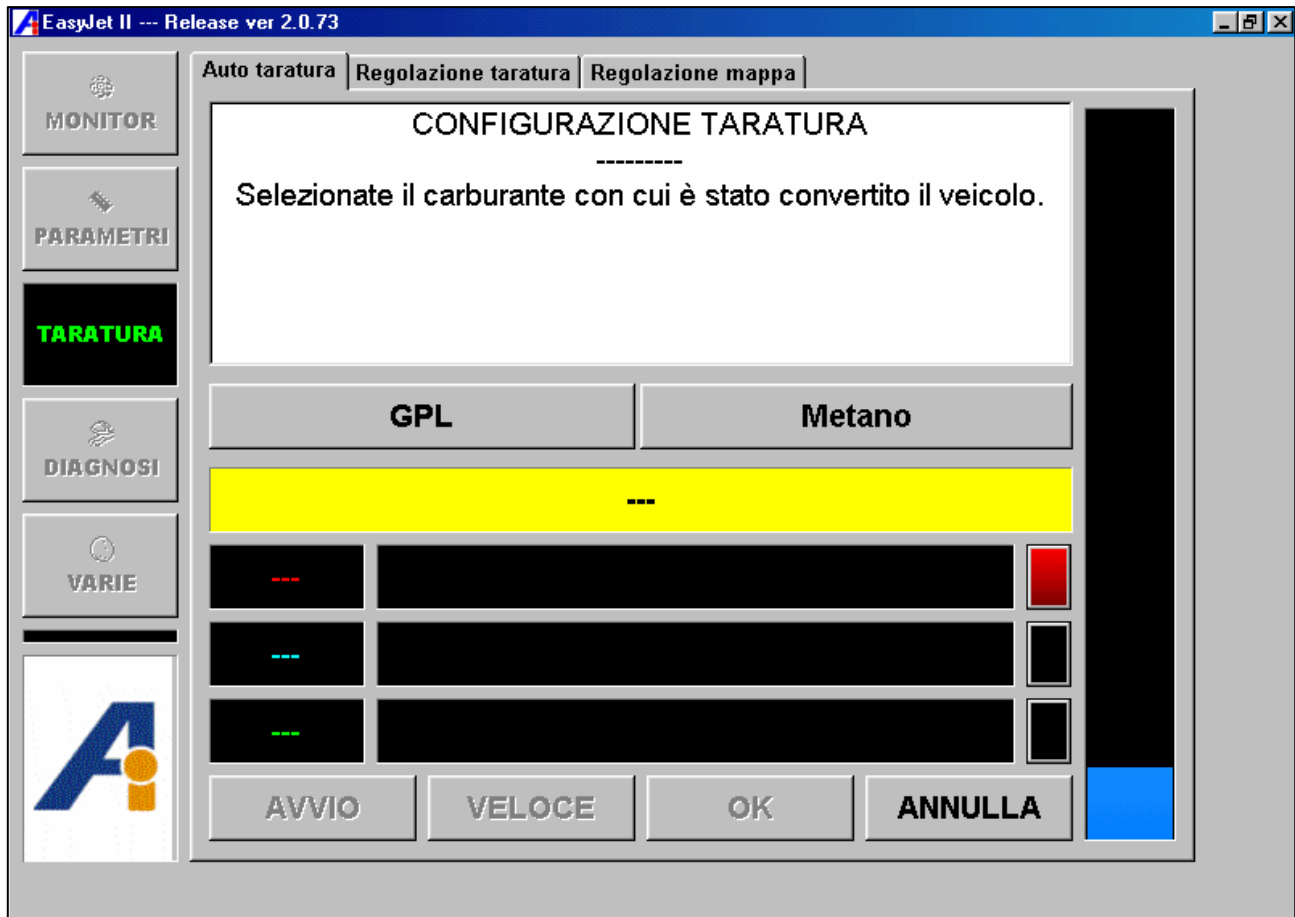 EasyJet II --- Release ver 2.0.73
MONITOR
PARAMETRI
TARATURA
DIAGNOSI
VARIE
Auto taratura
Regolazione taratura
Regolazione mappa
CONFIGURAZIONE TARATURA
---------
Selezionate il carburante con cui è stato convertito il veicolo.
GPL
Metano
---
---
---
---
AVVIO
VELOCE
OK
ANNULLA